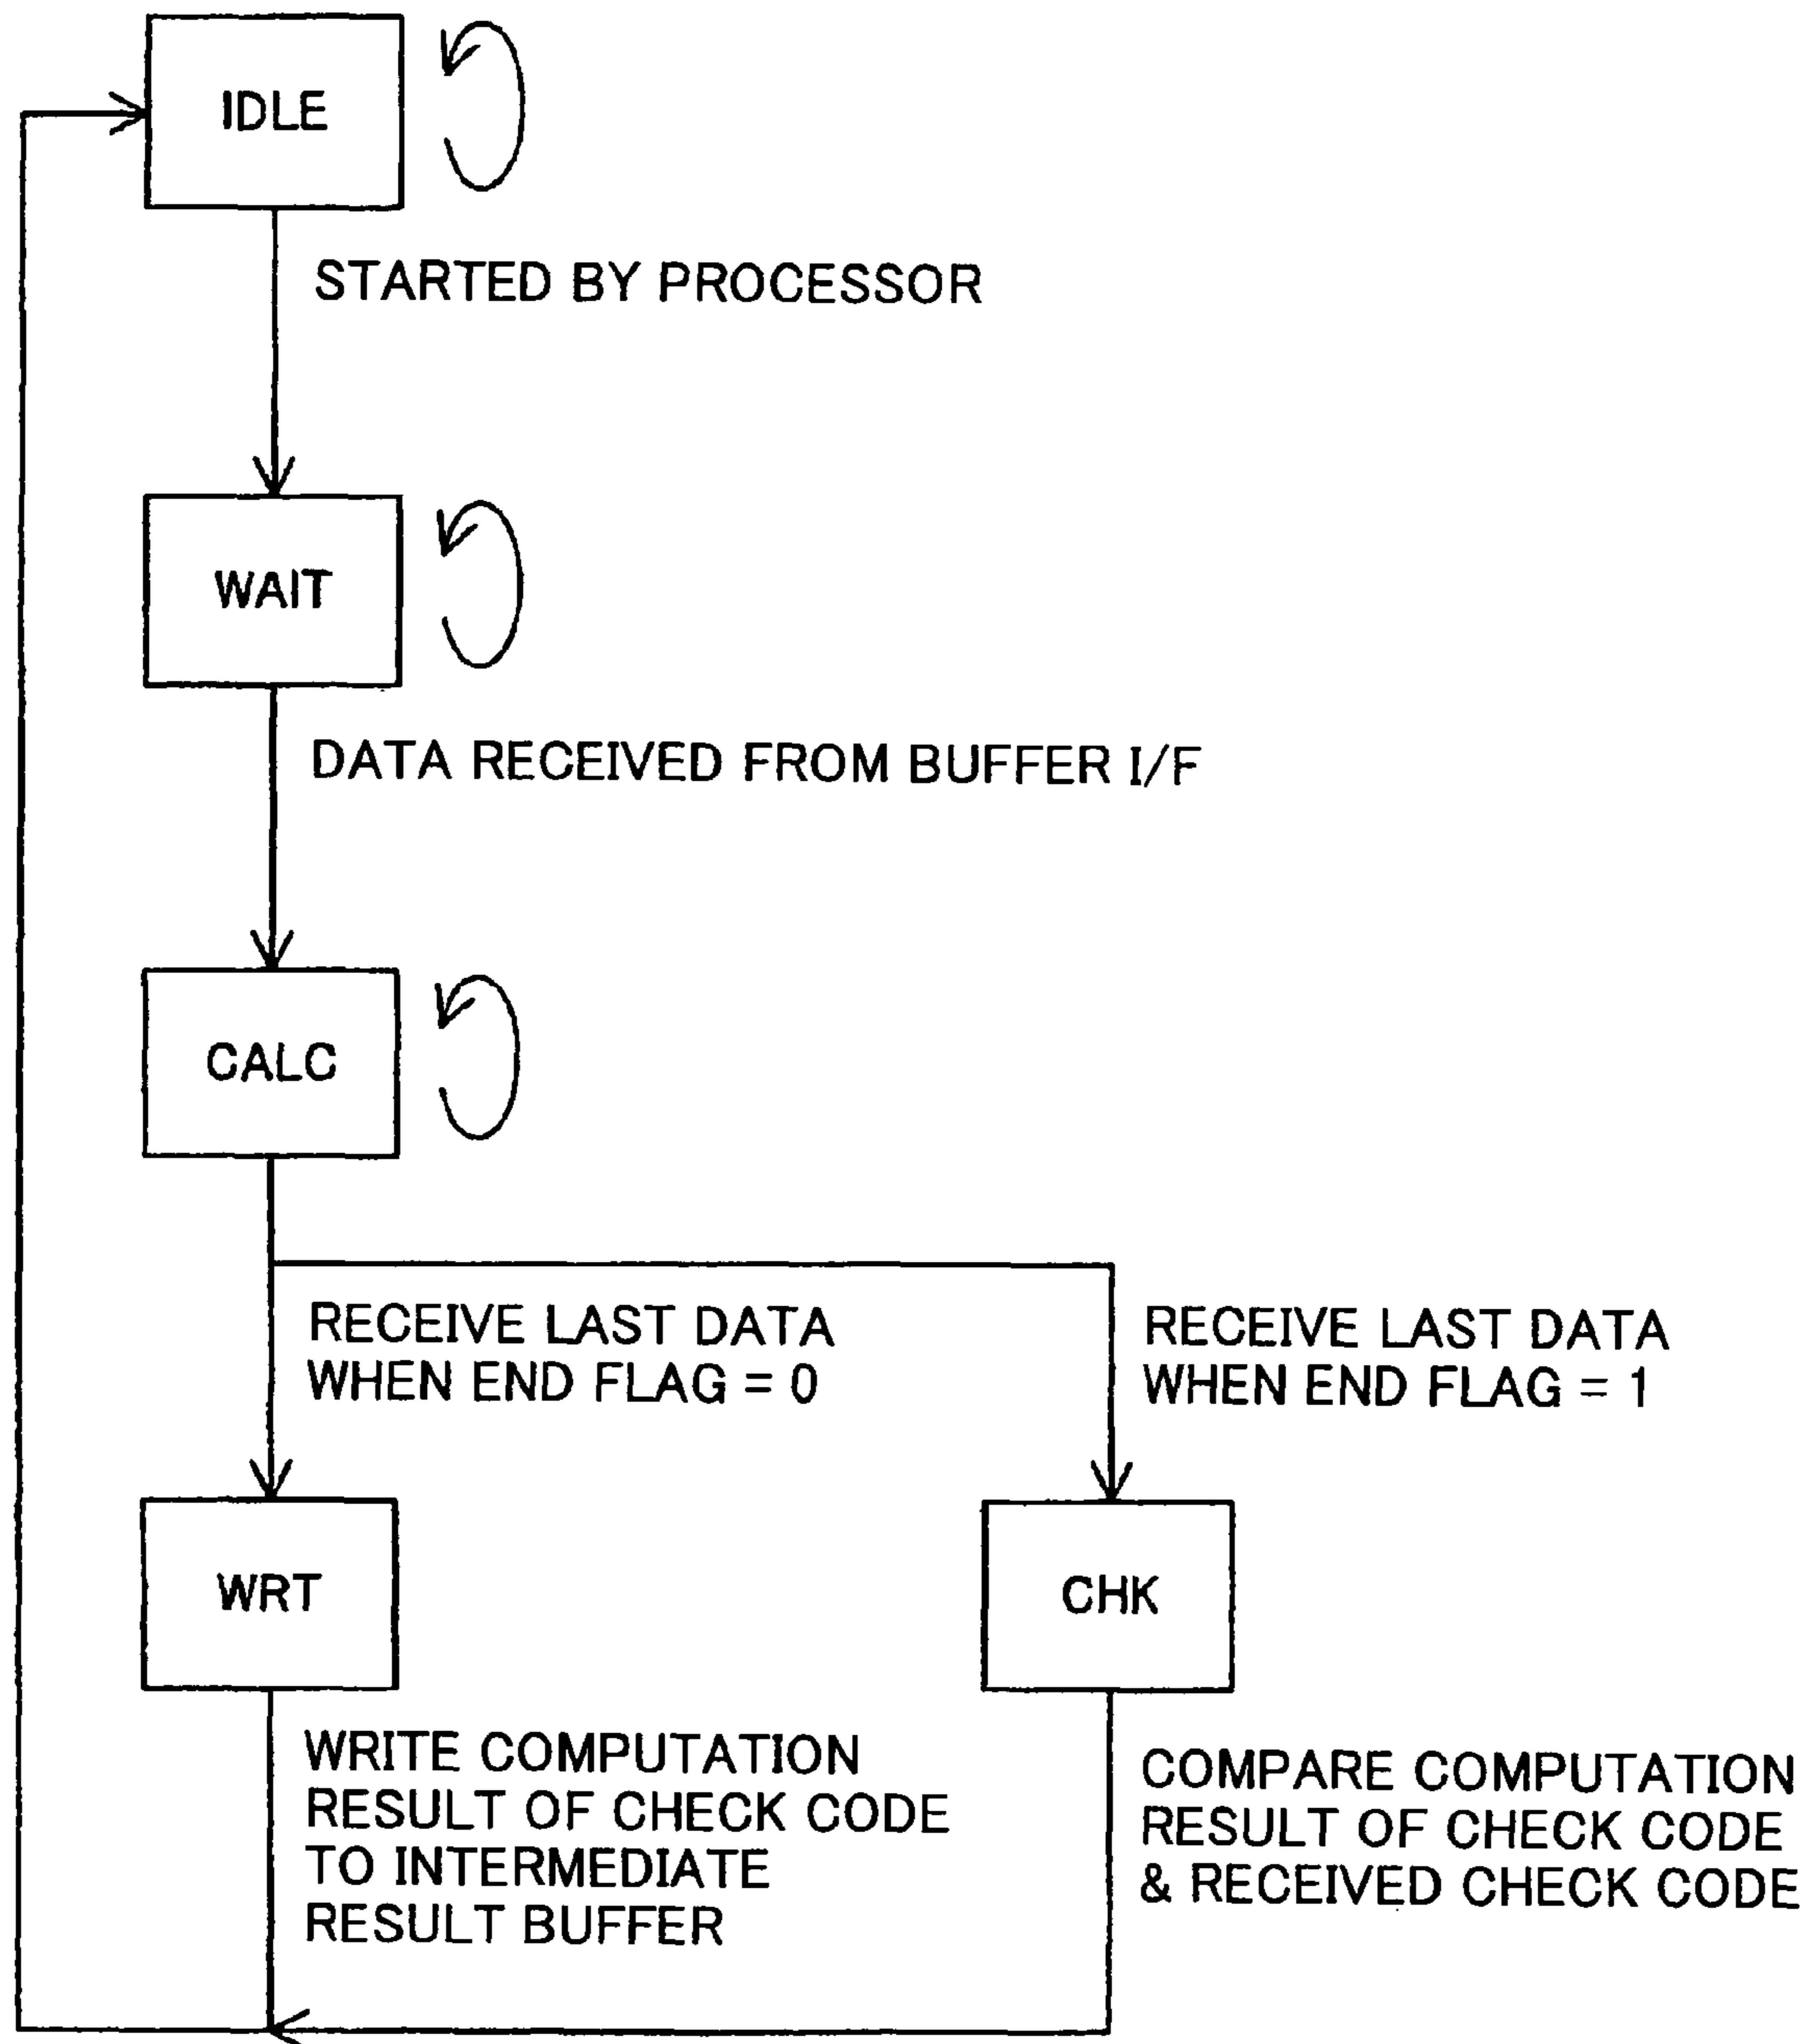 IDLE
STARTED BY PROCESSOR
WAIT
DATA RECEIVED FROM BUFFER I/F
CALC
RECEIVE LAST DATA
WHEN END FLAG = 0
RECEIVE LAST DATA
WHEN END FLAG = 1
WRT
CHK
WRITE COMPUTATION
RESULT OF CHECK CODE
TO INTERMEDIATE
RESULT BUFFER
COMPARE COMPUTATION
RESULT OF CHECK CODE
& RECEIVED CHECK CODE